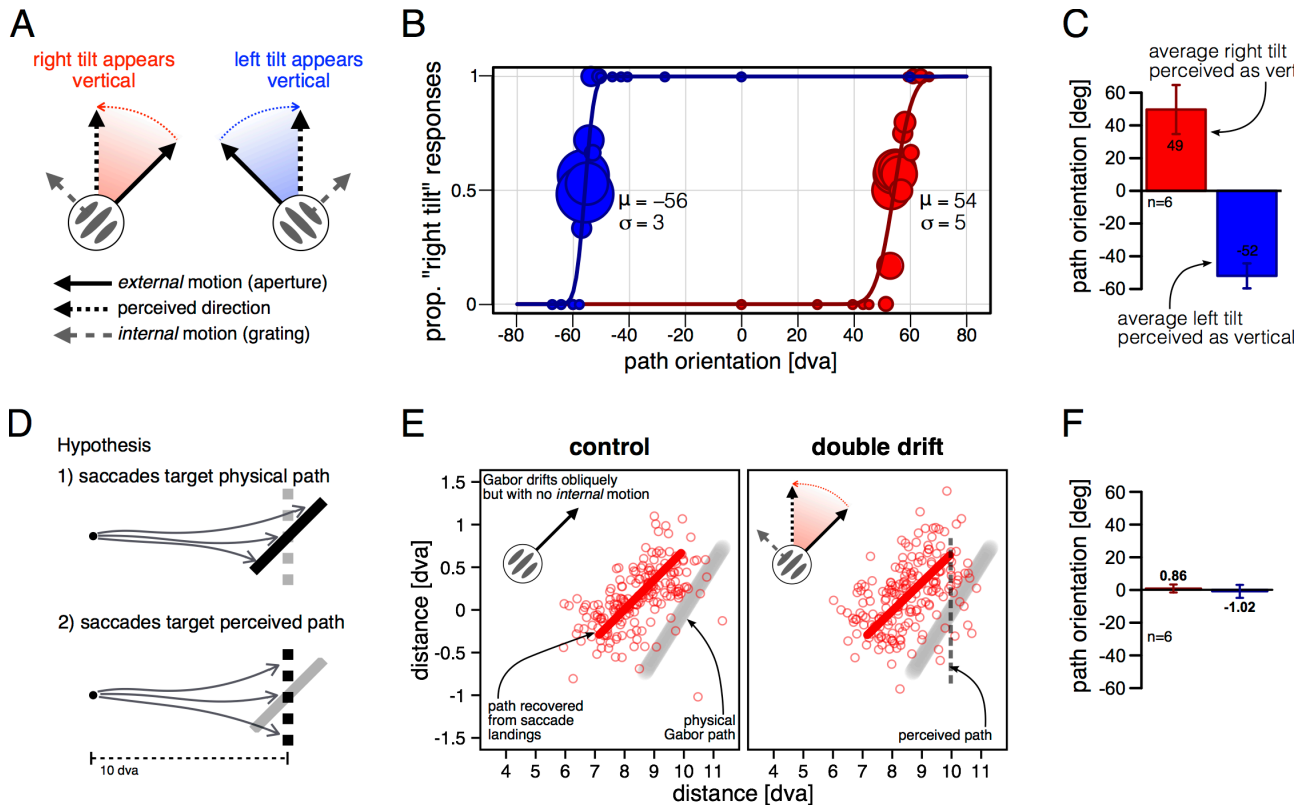 A
right tilt appears
vertical
left tilt appears
vertical
external motion (aperture)
perceived direction
internal motion (grating)
B
prop. "right tilt" responses
1
0.5
0
μ = −56
σ = 3
μ = 54
σ = 5
-80 -60 -40 -20 0 20 40 60 80
path orientation [dva]
C
average right tilt
perceived as vert
path orientation [deg]
60
40
20
0
-20
-40
-60
49
-52
n=6
average left tilt
perceived as vertical
D
Hypothesis
1) saccades target physical path
2) saccades target perceived path
10 dva
E
control
double drift
Gabor drifts obliquely
but with no internal motion
distance [dva]
1.5
1
0.5
0
-0.5
-1
-1.5
path recovered
from saccade
landings
physical
Gabor path
perceived path
4 5 6 7 8 9 10 11
4 5 6 7 8 9 10 11
distance [dva]
F
path orientation [deg]
60
40
20
0
-20
-40
-60
0.86
-1.02
n=6